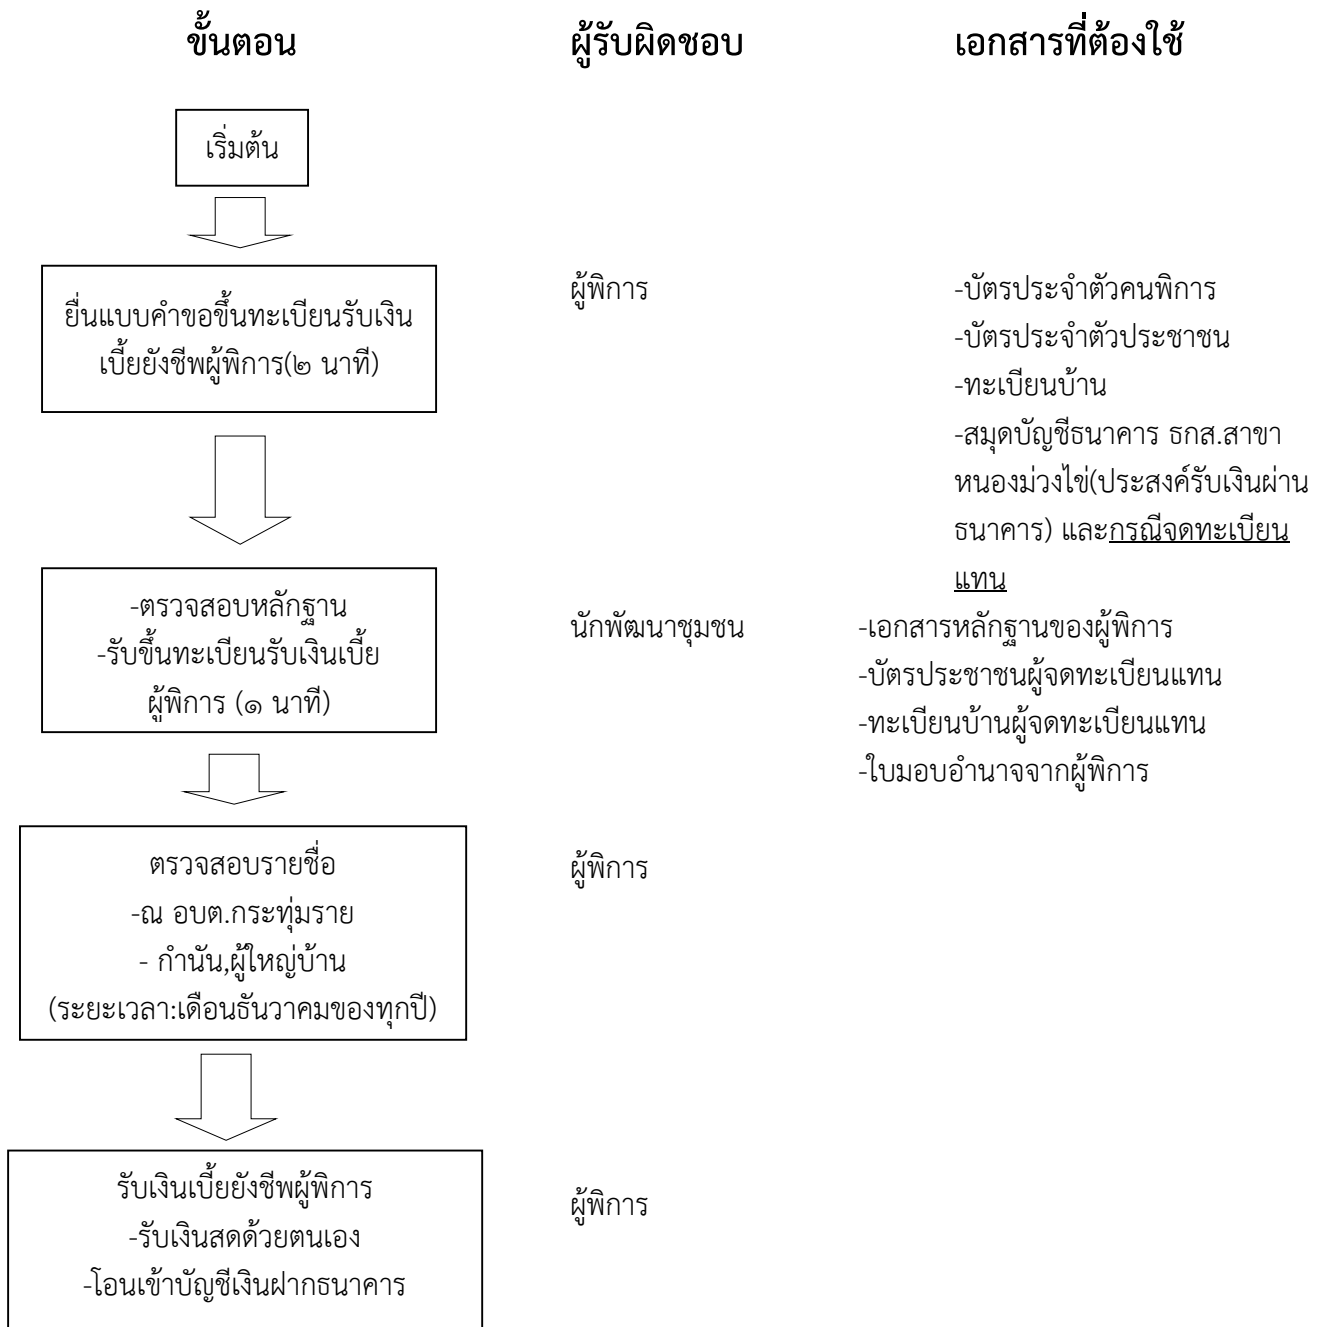 ขั้นตอน ผู้รับผิดชอบ เอกสารที่ต้องใช้
เริ่มต้น
ยื่นแบบคำขอขึ้นทะเบียนรับเงิน
เบี้ยยังชีพผู้พิการ(๒ นาที)
ผู้พิการ
-บัตรประจำตัวคนพิการ
-บัตรประจำตัวประชาชน
-ทะเบียนบ้าน
-สมุดบัญชีธนาคาร ธกส.สาขา
หนองม่วงไข่(ประสงค์รับเงินผ่าน
ธนาคาร) และกรณีจดทะเบียน
แทน
-ตรวจสอบหลักฐาน
-รับขึ้นทะเบียนรับเงินเบี้ย
ผู้พิการ (๑ นาที)
นักพัฒนาชุมชน
-เอกสารหลักฐานของผู้พิการ
-บัตรประชาชนผู้จดทะเบียนแทน
-ทะเบียนบ้านผู้จดทะเบียนแทน
-ใบมอบอำนาจจากผู้พิการ
ตรวจสอบรายชื่อ
-ณ อบต.กระทุ่มราย
- กำนัน,ผู้ใหญ่บ้าน
(ระยะเวลา:เดือนธันวาคมของทุกปี)
ผู้พิการ
รับเงินเบี้ยยังชีพผู้พิการ
-รับเงินสดด้วยตนเอง
-โอนเข้าบัญชีเงินฝากธนาคาร
ผู้พิการ